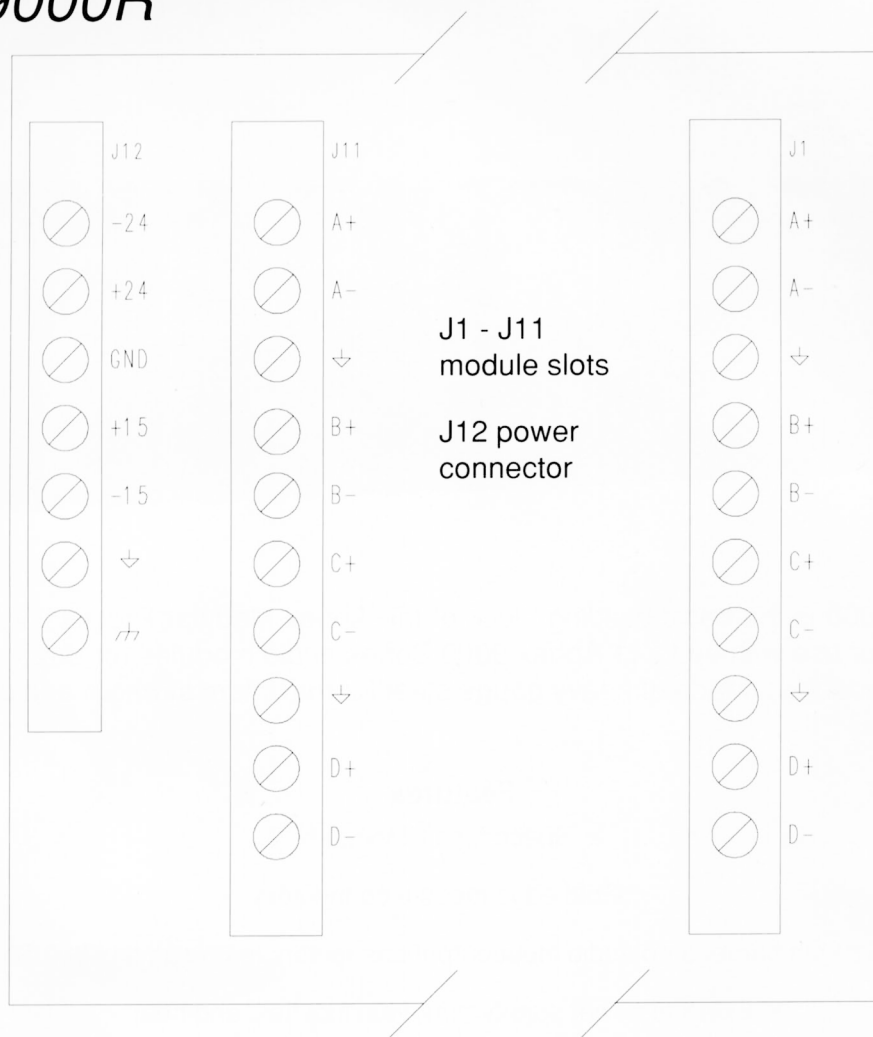 9000R
J12
-24
+24
GND
+15
-15
J11
A+
A-
B+
B-
C+
C-
D+
D-
J1 - J11
module slots
J12 power
connector
J1
A+
A-
B+
B-
C+
C-
D+
D-